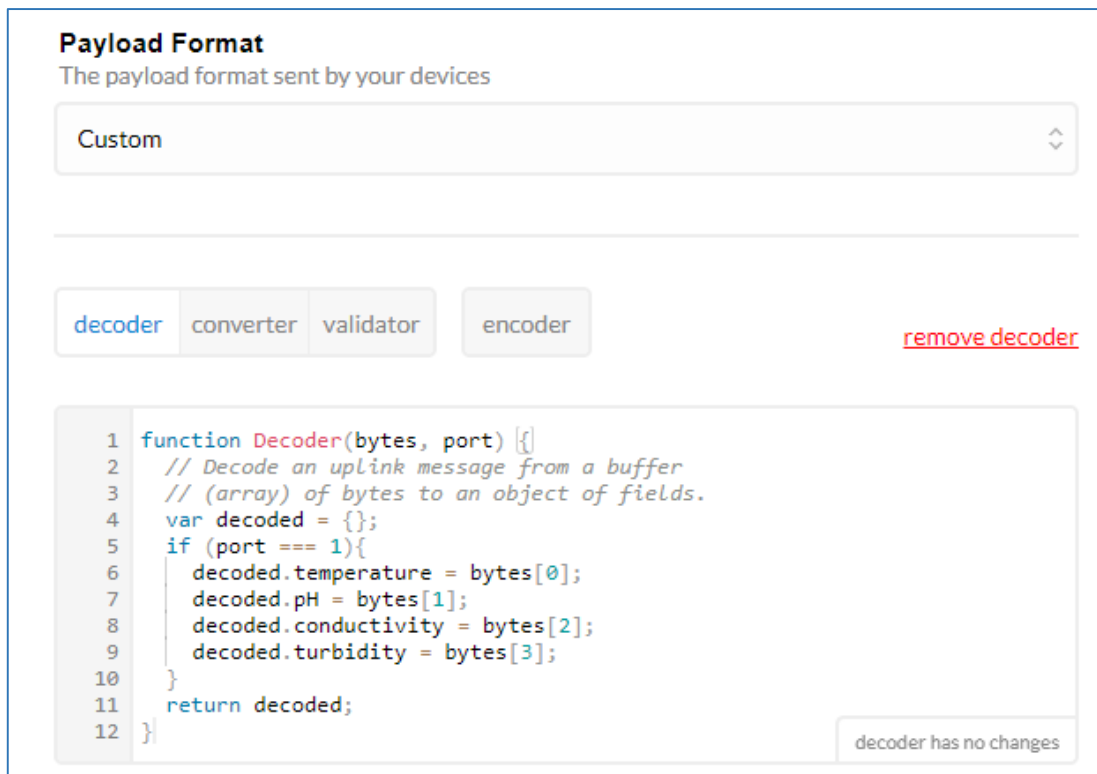 Payload Format
The payload format sent by your devices
Custom
decoder converter validator encoder
remove decoder
1 function Decoder(bytes, port) {
2   // Decode an uplink message from a buffer
3   // (array) of bytes to an object of fields.
4   var decoded = {};
5   if (port === 1){
6     decoded.temperature = bytes[0];
7     decoded.pH = bytes[1];
8     decoded.conductivity = bytes[2];
9     decoded.turbidity = bytes[3];
10   }
11   return decoded;
12 }
decoder has no changes